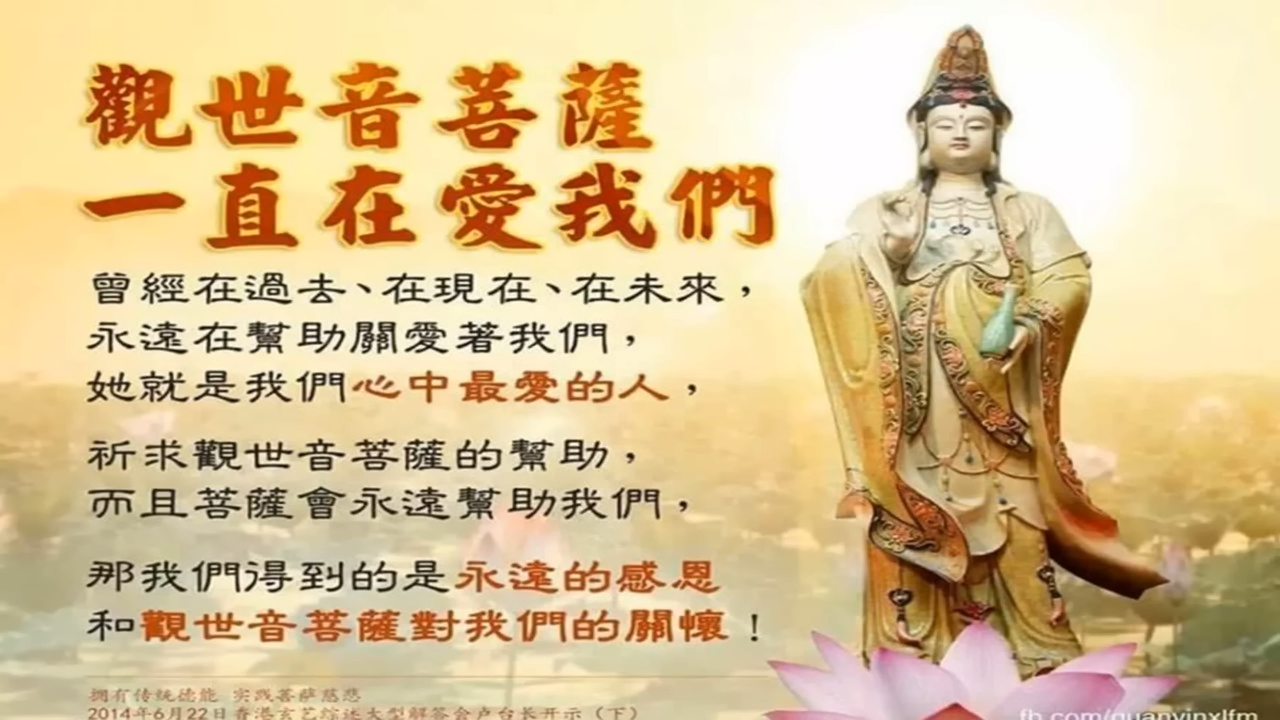 觀世音菩薩
一直在愛我們
曾經在過去、在現在、在未來，
永遠在幫助關愛著我們，
她就是我們心中最愛的人，
祈求觀世音菩薩的幫助，
而且菩薩會永遠幫助我們，
那我們得到的是永遠的感恩
和觀世音菩薩對我們的關懷！
拥有传统德能 实践菩萨慈悲
2014年6月22日香港玄艺综述大型解答会卢台长开示（下）
fb.com/guanyinxlfm